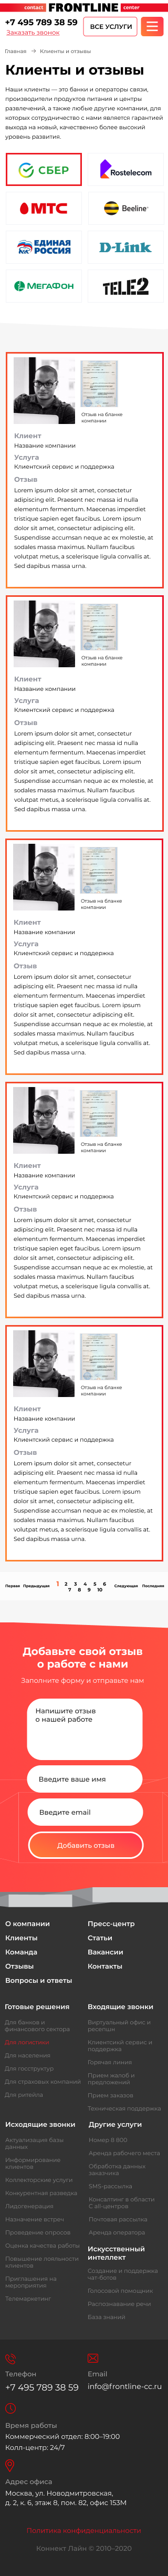 contact FRONTLINE center
+7 495 789 38 59
Заказать звонок
ВСЕ УСЛУГИ
Главная → Клиенты и отзывы
Клиенты и отзывы
Наши клиенты — это банки и операторы связи,
производители продуктов питания и центры
распродаж, а также любые другие компании, от
которых своевременно с нами является гарантией
выхода на новый, качественно более высокий
уровень развития.
СБЕР
Rostelecom
МТС
Beeline
ЕДИНАЯ РОССИЯ
D-Link
МЕГАФОН
TELE2
Отзыв на бланке
компании
Клиент
Название компании
Услуга
Клиентский сервис и поддержка
Отзыв
Lorem ipsum dolor sit amet, consectetur
adipiscing elit. Praesent nec massa id nulla
elementum fermentum. Maecenas imperdiet
tristique sapien eget faucibus. Lorem ipsum
dolor sit amet, consectetur adipiscing elit.
Suspendisse accumsan neque ac ex molestie, at
sodales massa maximus. Nullam faucibus
volutpat metus, a scelerisque ligula convallis at.
Sed dapibus massa urna.
Отзыв на бланке
компании
Клиент
Название компании
Услуга
Клиентский сервис и поддержка
Отзыв
Lorem ipsum dolor sit amet, consectetur
adipiscing elit. Praesent nec massa id nulla
elementum fermentum. Maecenas imperdiet
tristique sapien eget faucibus. Lorem ipsum
dolor sit amet, consectetur adipiscing elit.
Suspendisse accumsan neque ac ex molestie, at
sodales massa maximus. Nullam faucibus
volutpat metus, a scelerisque ligula convallis at.
Sed dapibus massa urna.
Отзыв на бланке
компании
Клиент
Название компании
Услуга
Клиентский сервис и поддержка
Отзыв
Lorem ipsum dolor sit amet, consectetur
adipiscing elit. Praesent nec massa id nulla
elementum fermentum. Maecenas imperdiet
tristique sapien eget faucibus. Lorem ipsum
dolor sit amet, consectetur adipiscing elit.
Suspendisse accumsan neque ac ex molestie, at
sodales massa maximus. Nullam faucibus
volutpat metus, a scelerisque ligula convallis at.
Sed dapibus massa urna.
Отзыв на бланке
компании
Клиент
Название компании
Услуга
Клиентский сервис и поддержка
Отзыв
Lorem ipsum dolor sit amet, consectetur
adipiscing elit. Praesent nec massa id nulla
elementum fermentum. Maecenas imperdiet
tristique sapien eget faucibus. Lorem ipsum
dolor sit amet, consectetur adipiscing elit.
Suspendisse accumsan neque ac ex molestie, at
sodales massa maximus. Nullam faucibus
volutpat metus, a scelerisque ligula convallis at.
Sed dapibus massa urna.
Отзыв на бланке
компании
Клиент
Название компании
Услуга
Клиентский сервис и поддержка
Отзыв
Lorem ipsum dolor sit amet, consectetur
adipiscing elit. Praesent nec massa id nulla
elementum fermentum. Maecenas imperdiet
tristique sapien eget faucibus. Lorem ipsum
dolor sit amet, consectetur adipiscing elit.
Suspendisse accumsan neque ac ex molestie, at
sodales massa maximus. Nullam faucibus
volutpat metus, a scelerisque ligula convallis at.
Sed dapibus massa urna.
Первая Предыдущая 1 2 3 4 5 6 Следующая Последняя
7 8 9 10
Добавьте свой отзыв
о работе с нами
Заполните форму и отправьте нам
Напишите отзыв
о нашей работе
Введите ваше имя
Введите email
Добавить отзыв
О компании
Клиенты
Команда
Отзывы
Вопросы и ответы
Пресс-центр
Статьи
Вакансии
Контакты
Готовые решения
Для банков и
финансового сектора
Для населения
Для госструктур
Для страховых компаний
Для ритейла
Входящие звонки
Виртуальный офис и
ресепшн
Клиентский сервис и
поддержка
Горячая линия
Прием жалоб и
предложений
Прием заказов
Техническая поддержка
Исходящие звонки
Актуализация базы
данных
Информирование
клиентов
Коллекторские услуги
Конкурентная разведка
Лидогенерация
Назначение встреч
Проведение опросов
Оценка качества работы
Повышение лояльности
клиентов
Приглашения на
мероприятия
Телемаркетинг
Другие услуги
Номер 8 800
Аренда рабочего места
Обработка данных
заказчика
SMS-рассылка
Консалтинг в области
Call центров
Почтовая рассылка
Аренда оператора
Искусственный
интеллект
Создание и поддержка
чат-ботов
Голосовой помощник
Распознавание речи
База знаний
Телефон
+7 495 789 38 59
Email
info@frontline-cc.ru
Время работы
Коммерческий отдел: 8:00–19:00
Колл-центр: 24/7
Адрес офиса
Москва, ул. Новодмитровская,
д. 2, к. 6, этаж 8, пом. 82, офис 153М
Политика конфиденциальности
Коннект Лайн © 2010–2020